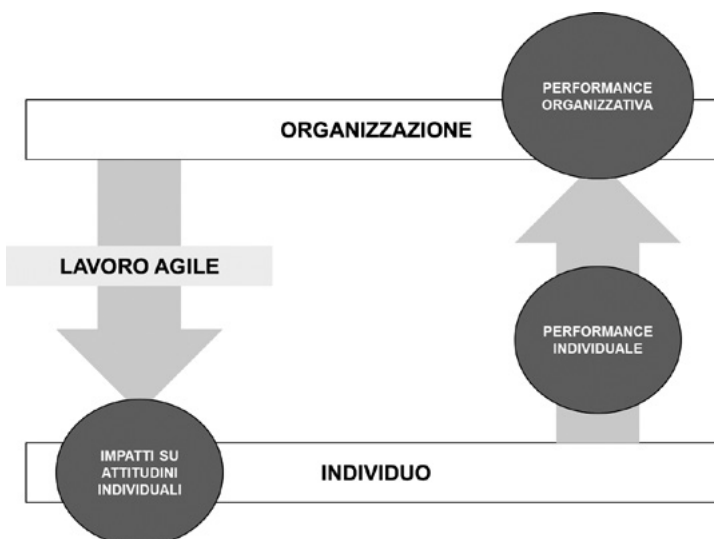 PERFORMANCE
ORGANIZZATIVA
ORGANIZZAZIONE
LAVORO AGILE
PERFORMANCE
INDIVIDUALE
IMPATTI SU
ATTITUDINI
INDIVIDUALI
INDIVIDUO